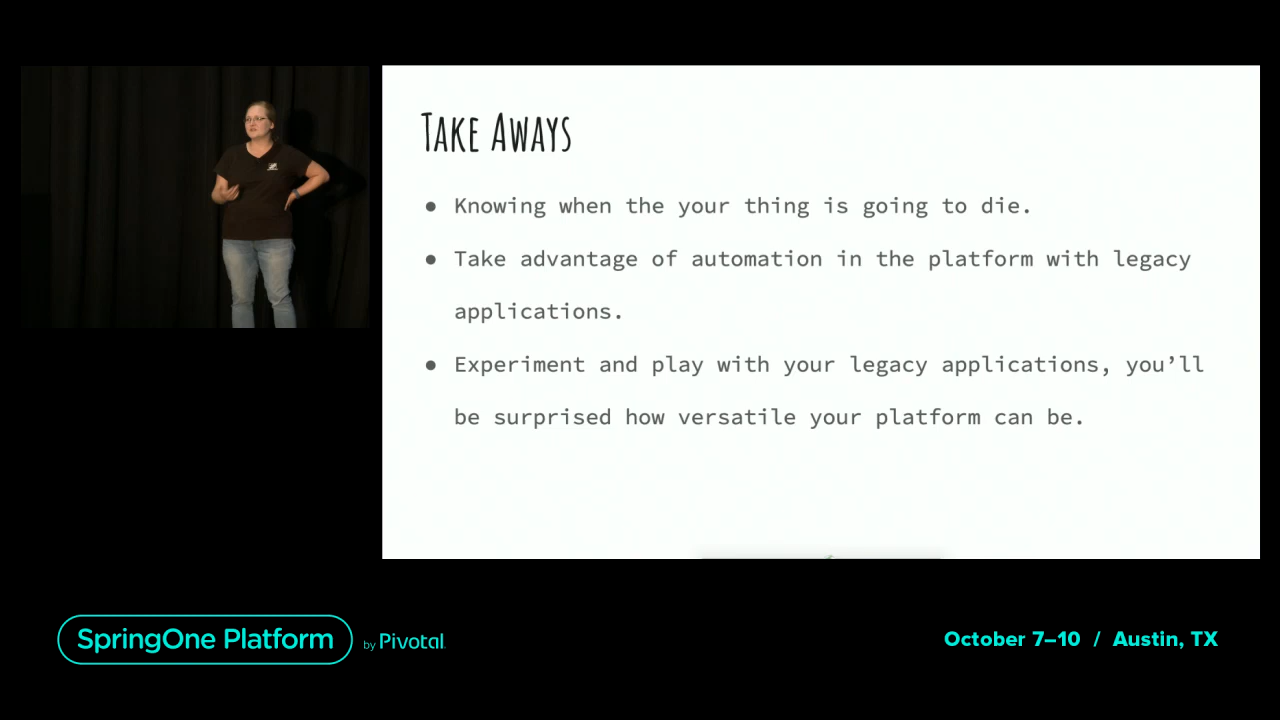 Take Aways
● Knowing when the your thing is going to die.
● Take advantage of automation in the platform with legacy
applications.
● Experiment and play with your legacy applications, you’ll
be surprised how versatile your platform can be.
SpringOne Platform by Pivotal
October 7–10 / Austin, TX